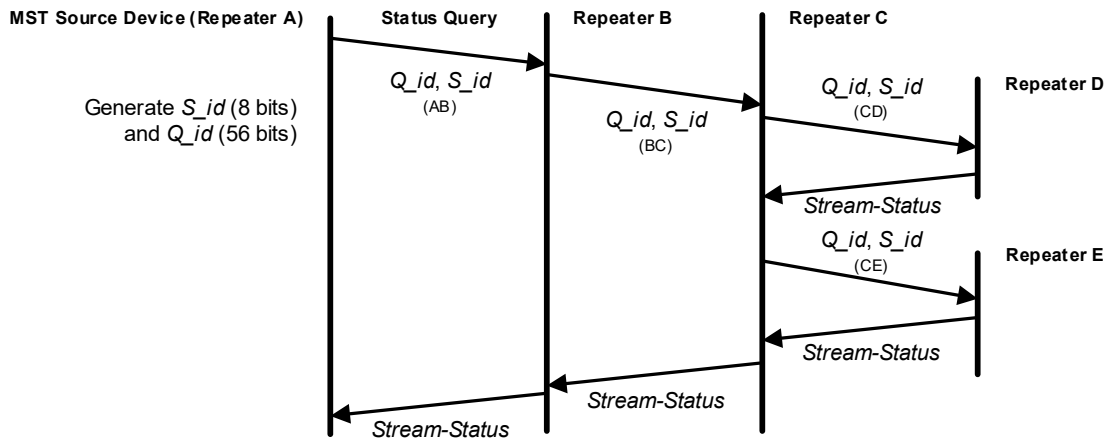 MST Source Device (Repeater A)
Status Query
Repeater B
Repeater C
Repeater D
Q_id, S_id
(AB)
Generate S_id (8 bits)
and Q_id (56 bits)
Q_id, S_id
(BC)
Q_id, S_id
(CD)
Stream-Status
Q_id, S_id
(CE)
Repeater E
Stream-Status
Stream-Status
Stream-Status